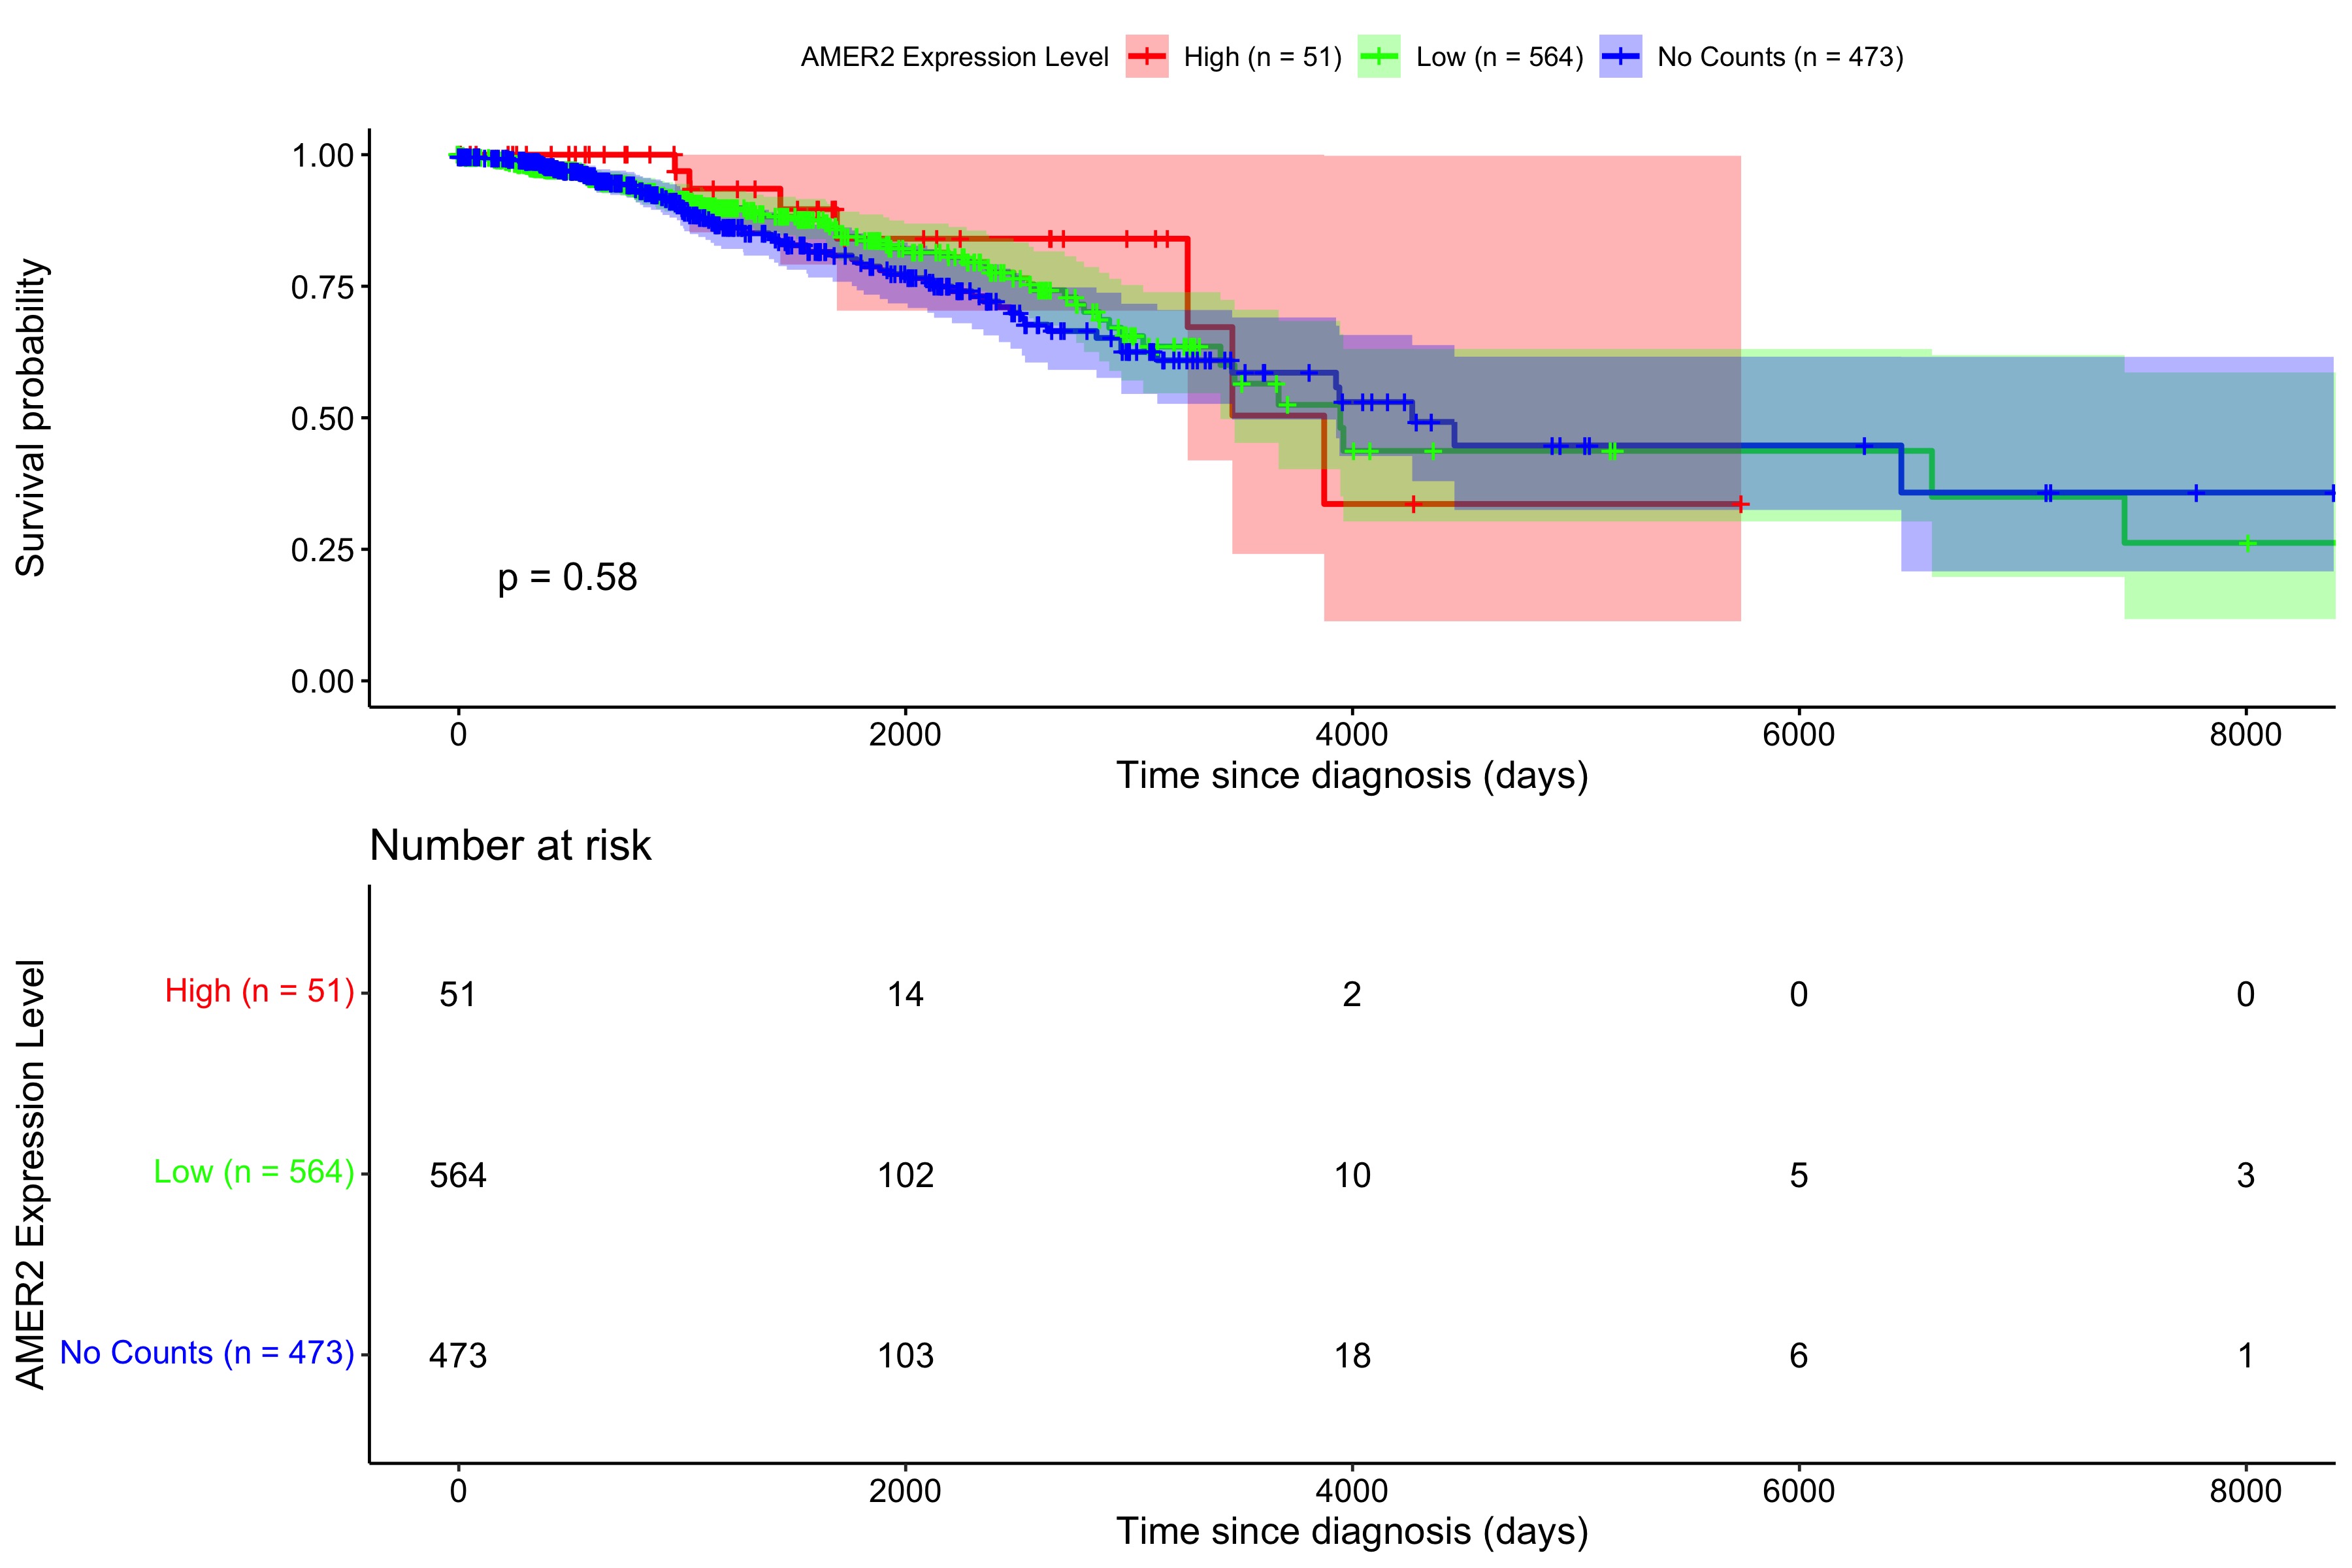 AMER2 Expression Level High (n = 51) Low (n = 564) No Counts (n = 473)
Survival probability
1.00
0.75
0.50
0.25
0.00
p = 0.58
0 2000 4000 6000 8000
Time since diagnosis (days)
Number at risk
AMER2 Expression Level
High (n = 51) 51 14 2 0 0
Low (n = 564) 564 102 10 5 3
No Counts (n = 473) 473 103 18 6 1
0 2000 4000 6000 8000
Time since diagnosis (days)